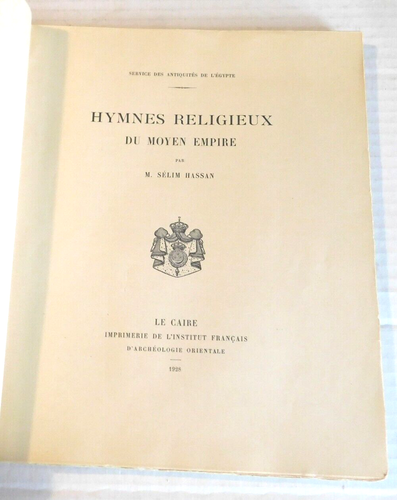 SERVICE DES ANTIQUITÉS DE L'ÉGYPTE
HYMNES RELIGIEUX
DU MOYEN EMPIRE
PAR
M. SÉLIM HASSAN
LE CAIRE
IMPRIMERIE DE L'INSTITUT FRANÇAIS
D'ARCHÉOLOGIE ORIENTALE